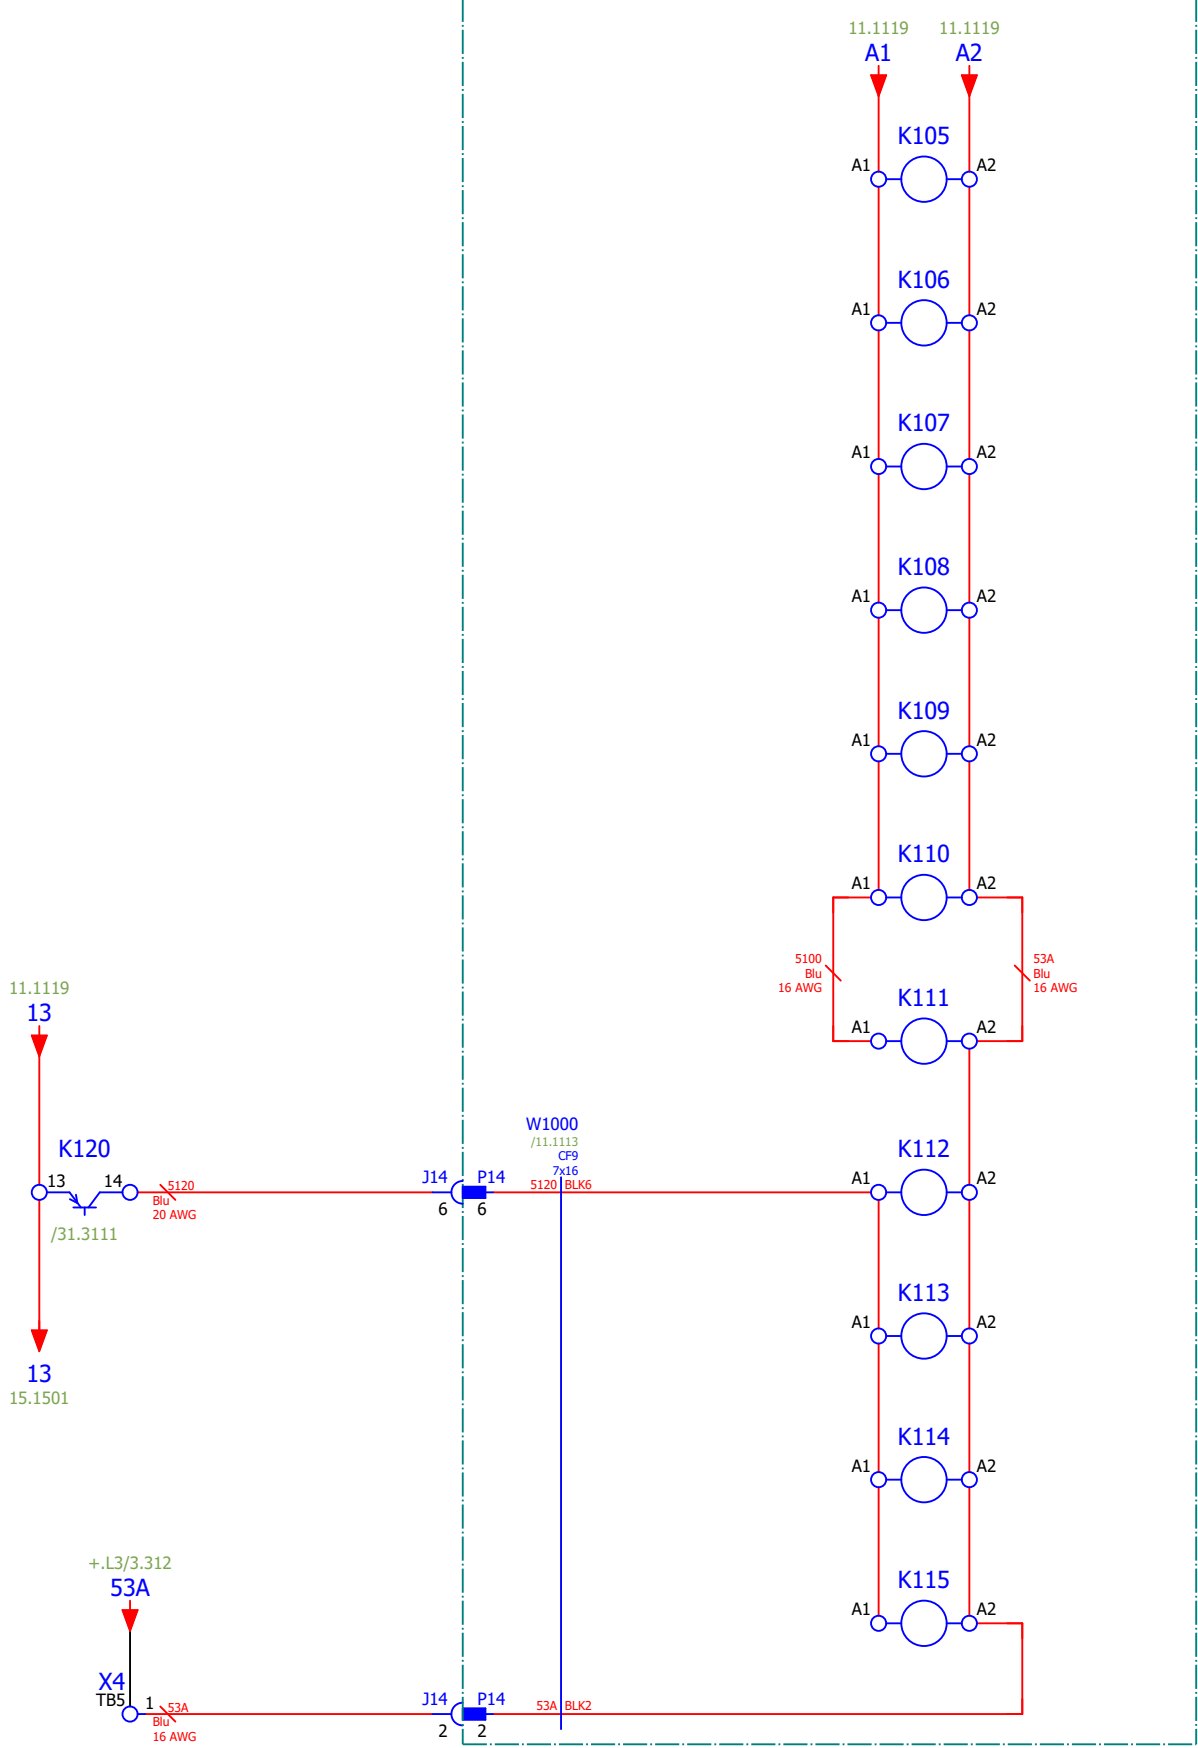 11.1119 11.1119
A1 A2
K105
A1 A2
K106
A1 A2
K107
A1 A2
K108
A1 A2
K109
A1 A2
K110
A1 A2
5100
Blu
16 AWG
53A
Blu
16 AWG
K111
A1 A2
11.1119
13
K120
13 14
5120
Blu
20 AWG
/31.3111
13
15.1501
J14 P14
6 6
W1000
/11.1113
CF9
7x16
5120 BLK6
K112
A1 A2
K113
A1 A2
K114
A1 A2
K115
A1 A2
+.L3/3.312
53A
X4
TB5 1
53A
Blu
16 AWG
J14 P14
2 2
53A BLK2